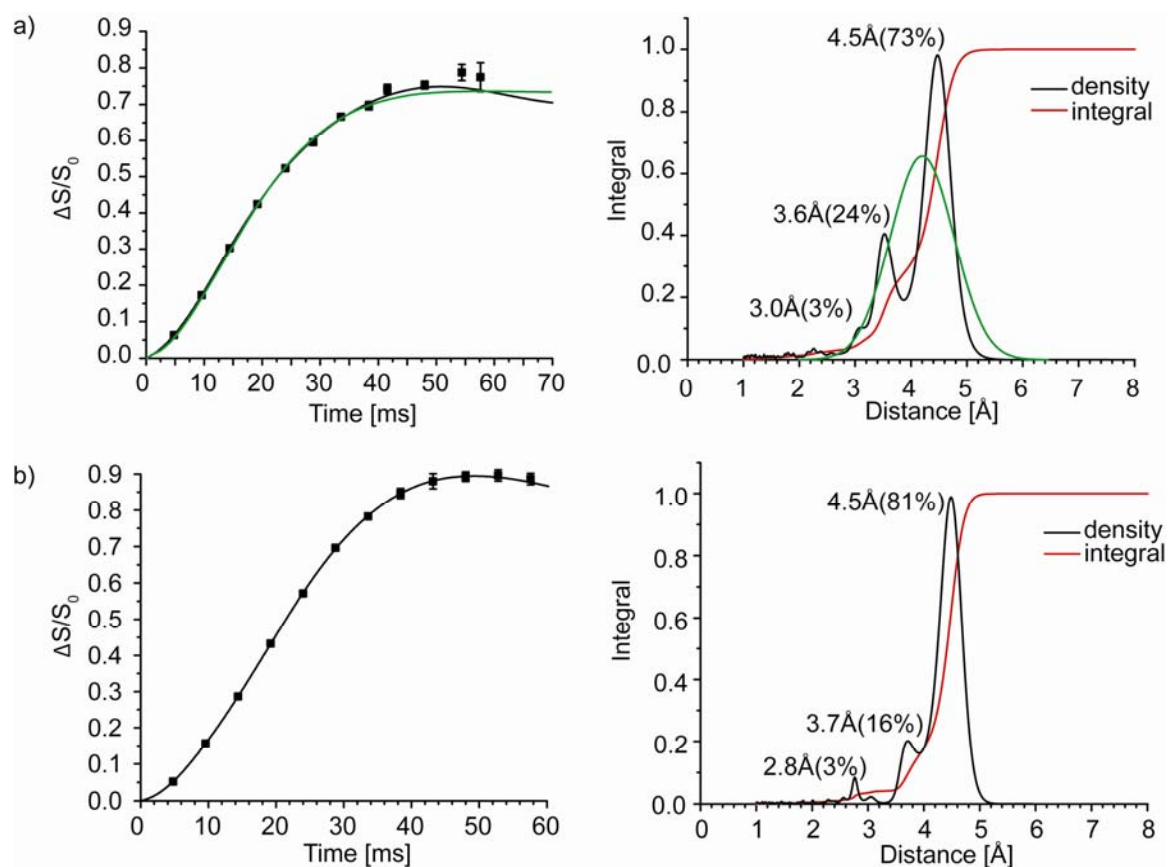 a)
0.9
0.8
0.7
0.6
0.5
0.4
0.3
0.2
0.1
0.0
ΔS/S0
0 10 20 30 40 50 60 70
Time [ms]
4.5Å(73%)
3.6Å(24%)
3.0Å(3%)
density
integral
1.0
0.8
0.6
0.4
0.2
0.0
Integral
0 1 2 3 4 5 6 7 8
Distance [Å]
b)
0.9
0.8
0.7
0.6
0.5
0.4
0.3
0.2
0.1
0.0
ΔS/S0
0 10 20 30 40 50 60
Time [ms]
4.5Å(81%)
3.7Å(16%)
2.8Å(3%)
density
integral
1.0
0.8
0.6
0.4
0.2
0.0
Integral
0 1 2 3 4 5 6 7 8
Distance [Å]